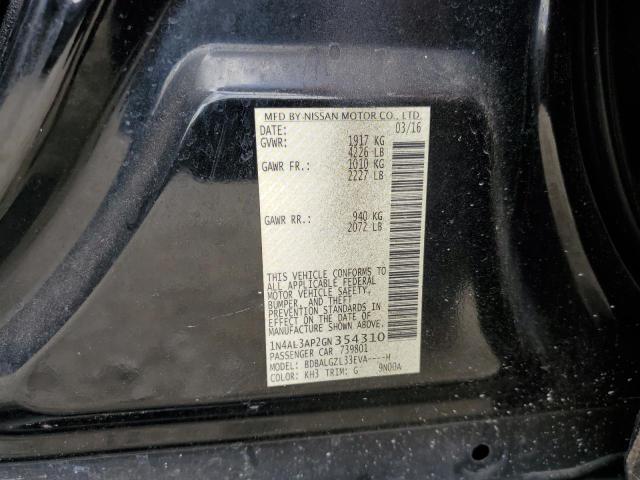 MFD BY NISSAN MOTOR CO., LTD.
DATE: 03/16
GVWR: 1917 KG
4226 LB
GAWR FR.: 1010 KG
2227 LB
GAWR RR.: 940 KG
2072 LB
THIS VEHICLE CONFORMS TO
ALL APPLICABLE FEDERAL
MOTOR VEHICLE SAFETY,
BUMPER, AND THEFT
PREVENTION STANDARDS IN
EFFECT ON THE DATE OF
MANUFACTURE SHOWN ABOVE.
1N4AL3AP2GN354310
PASSENGER CAR 739801
MODEL: BDBALGZL33EVA----H
COLOR: KH3 TRIM: G 9N00A